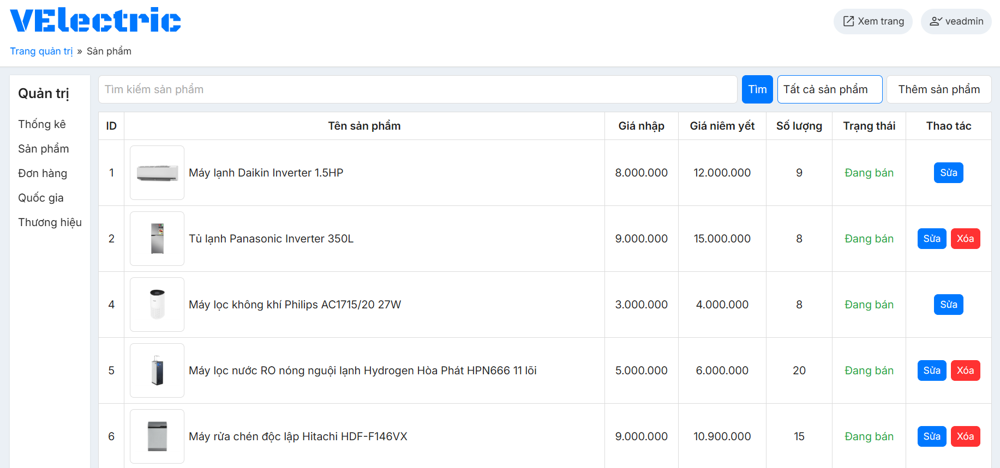 VElectric
Xem trang
veadmin
Trang quản trị » Sản phẩm
Quản trị
Thống kê
Sản phẩm
Đơn hàng
Quốc gia
Thương hiệu
Tìm kiếm sản phẩm
Tìm
Tất cả sản phẩm
Thêm sản phẩm
ID Tên sản phẩm Giá nhập Giá niêm yết Số lượng Trạng thái Thao tác
1 Máy lạnh Daikin Inverter 1.5HP 8.000.000 12.000.000 9 Đang bán Sửa
2 Tủ lạnh Panasonic Inverter 350L 9.000.000 15.000.000 8 Đang bán Sửa Xóa
4 Máy lọc không khí Philips AC1715/20 27W 3.000.000 4.000.000 8 Đang bán Sửa
5 Máy lọc nước RO nóng nguội lạnh Hydrogen Hòa Phát HPN666 11 lõi 5.000.000 6.000.000 20 Đang bán Sửa Xóa
6 Máy rửa chén độc lập Hitachi HDF-F146VX 9.000.000 10.900.000 15 Đang bán Sửa Xóa